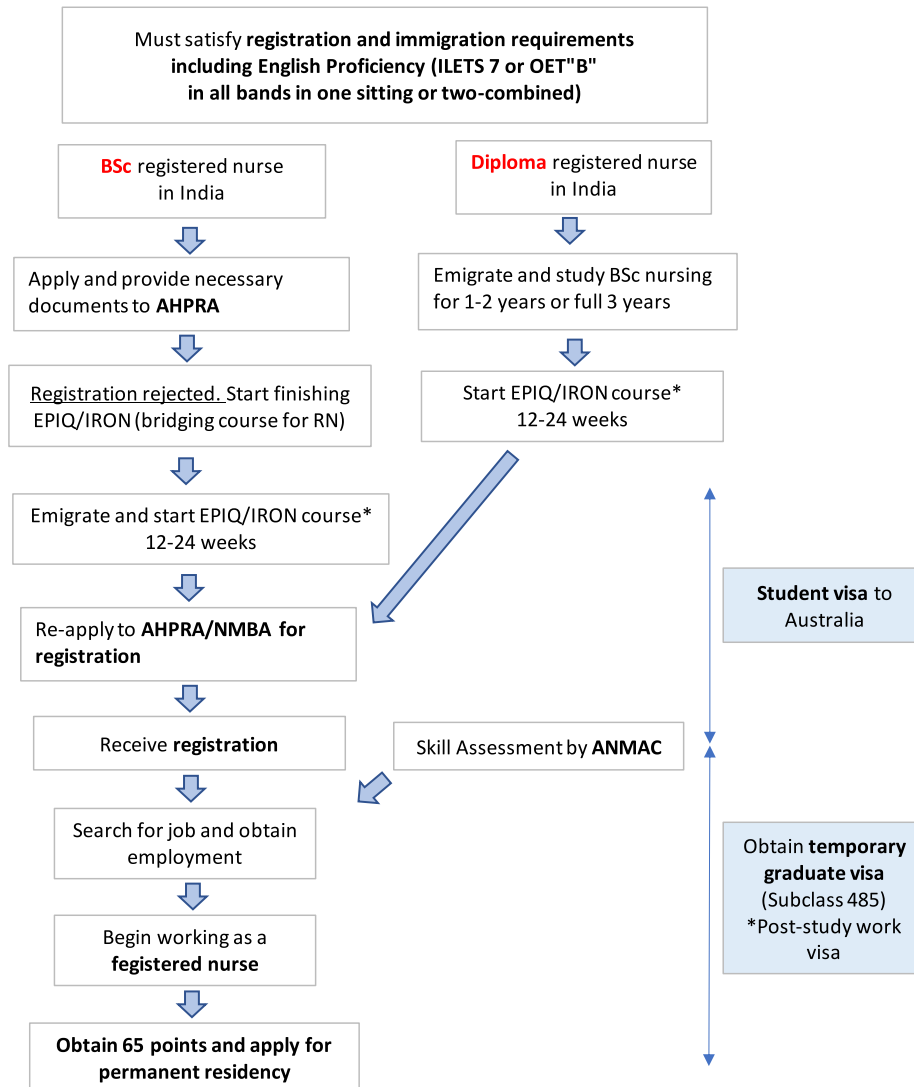 Must satisfy registration and immigration requirements
including English Proficiency (ILETS 7 or OET"B"
in all bands in one sitting or two-combined)
BSc registered nurse
in India
Diploma registered nurse
in India
Apply and provide necessary
documents to AHPRA
Emigrate and study BSc nursing
for 1-2 years or full 3 years
Registration rejected. Start finishing
EPIQ/IRON (bridging course for RN)
Start EPIQ/IRON course*
12-24 weeks
Emigrate and start EPIQ/IRON course*
12-24 weeks
Student visa to
Australia
Re-apply to AHPRA/NMBA for
registration
Receive registration
Skill Assessment by ANMAC
Search for job and obtain
employment
Obtain temporary
graduate visa
(Subclass 485)
*Post-study work
visa
Begin working as a
fegistered nurse
Obtain 65 points and apply for
permanent residency